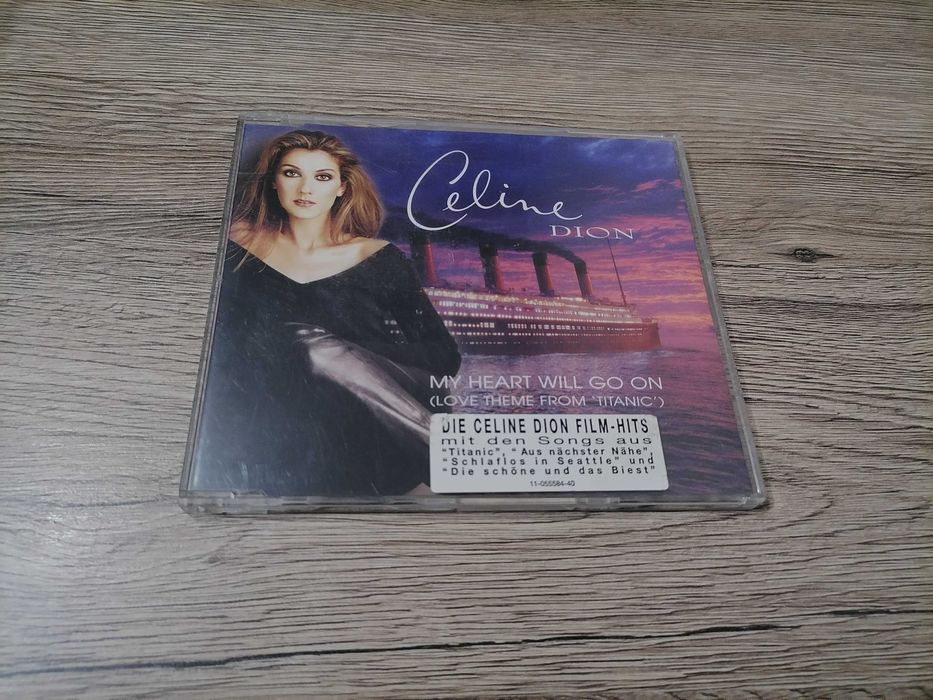 Celine
DION
MY HEART WILL GO ON
(LOVE THEME FROM 'TITANIC')
DIE CELINE DION FILM-HITS
mit den Songs aus
"Titanic", "Aus nächster Nähe",
"Schlaflos in Seattle" und
"Die schöne und das Biest"
11-055584-40